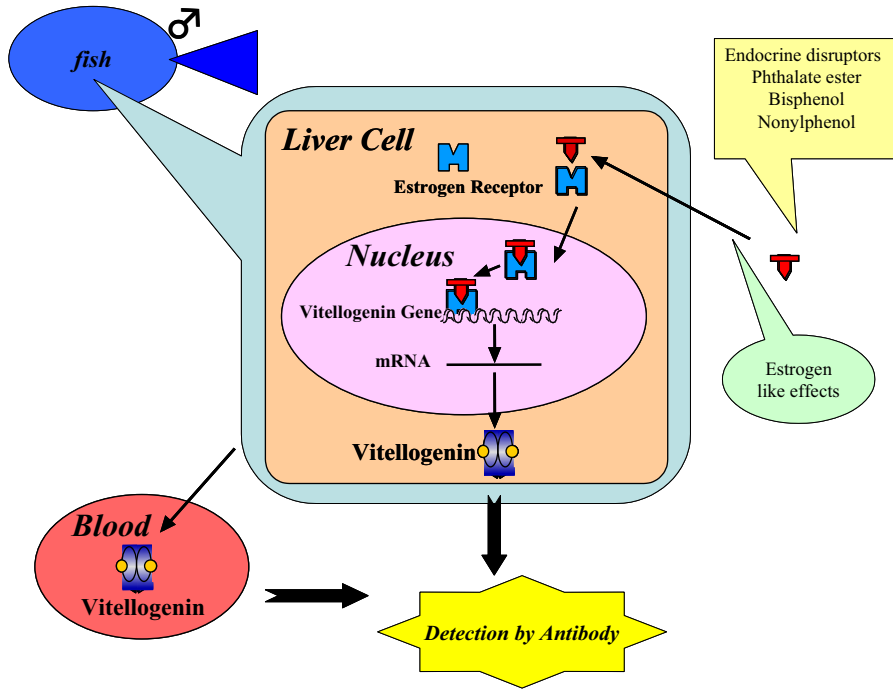 ♂
fish
Endocrine disruptors
Phthalate ester
Bisphenol
Nonylphenol
Liver Cell
Estrogen Receptor
Nucleus
Vitellogenin Gene
mRNA
Estrogen
like effects
Vitellogenin
Blood
Vitellogenin
Detection by Antibody